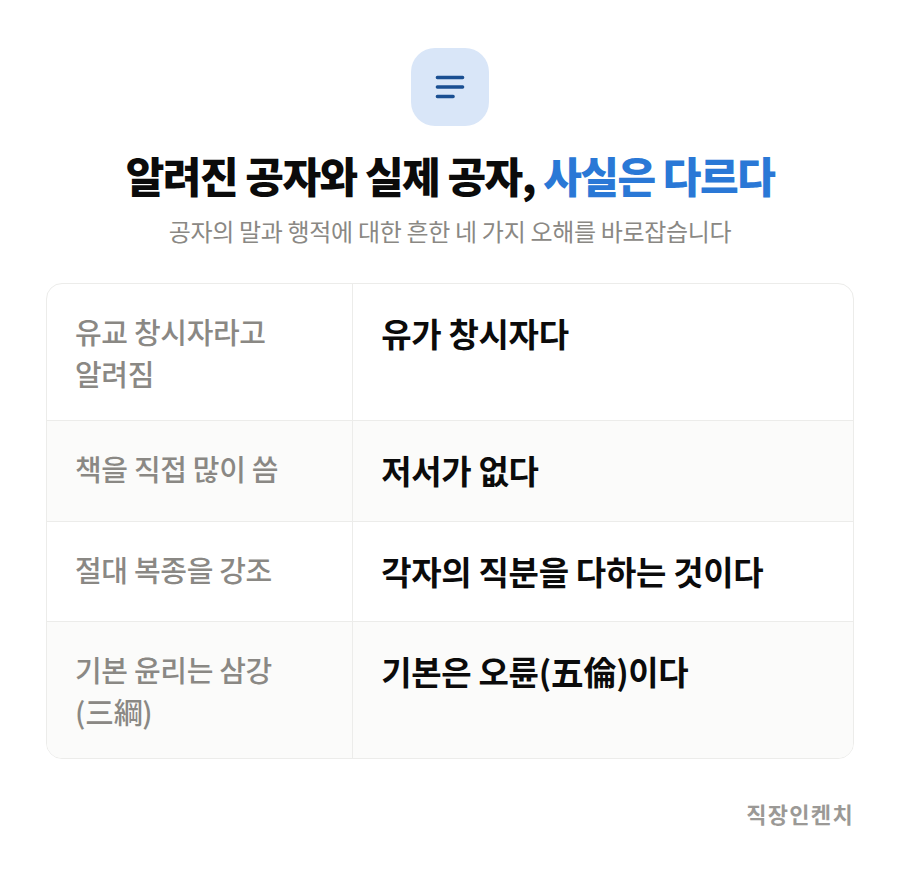 알려진 공자와 실제 공자, 사실은 다르다
공자의 말과 행적에 대한 흔한 네 가지 오해를 바로잡습니다
유교 창시자라고
알려짐
유가 창시자다
책을 직접 많이 씀
저서가 없다
절대 복종을 강조
각자의 직분을 다하는 것이다
기본 윤리는 삼강
(三綱)
기본은 오륜(五倫)이다
직장인켄치